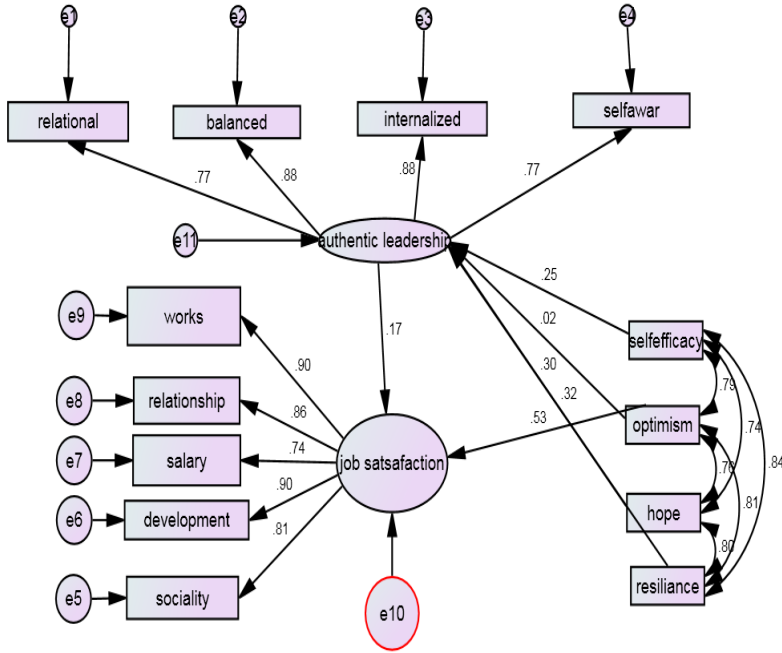 e1
e2
e3
e4
relational
balanced
internalized
selfawar
.77
.88
.88
.77
e11
authentic leadership
.25
e9
works
.17
.02
selfefficacy
.90
.30
.32
.79
e8
relationship
.86
.53
optimism
.74
.84
e7
salary
.74
job satsafaction
.76
.81
.90
e6
development
hope
.81
.80
e5
sociality
e10
resiliance